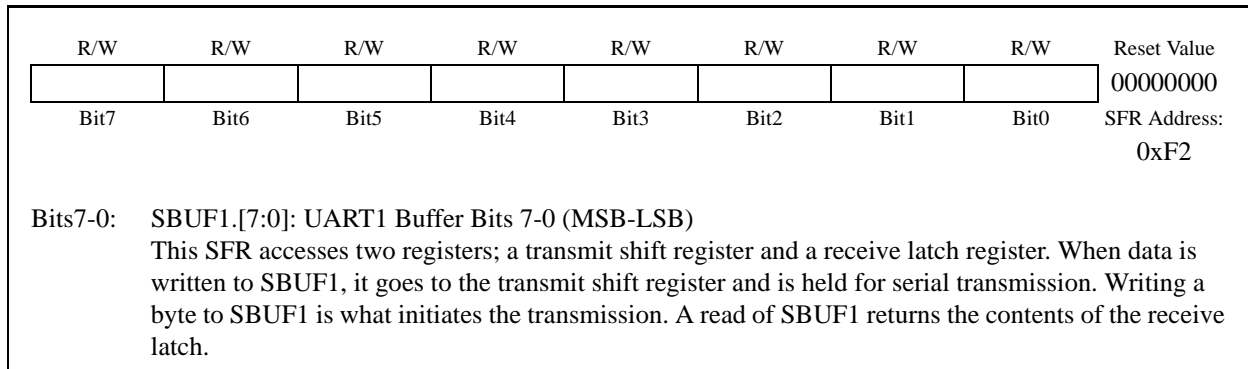 R/W R/W R/W R/W R/W R/W R/W R/W Reset Value
00000000
Bit7 Bit6 Bit5 Bit4 Bit3 Bit2 Bit1 Bit0 SFR Address:
0xF2
Bits7-0: SBUF1.[7:0]: UART1 Buffer Bits 7-0 (MSB-LSB)
This SFR accesses two registers; a transmit shift register and a receive latch register. When data is
written to SBUF1, it goes to the transmit shift register and is held for serial transmission. Writing a
byte to SBUF1 is what initiates the transmission. A read of SBUF1 returns the contents of the receive
latch.